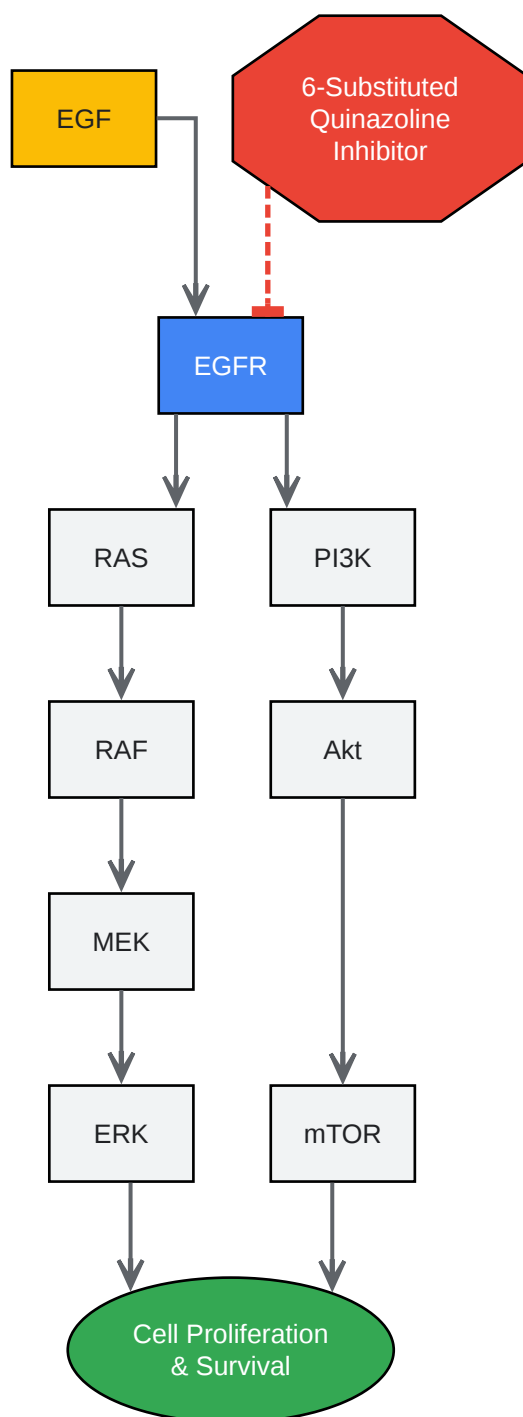 EGF
6-Substituted
Quinazoline
Inhibitor
EGFR
RAS
PI3K
RAF
Akt
MEK
ERK
mTOR
Cell Proliferation
& Survival